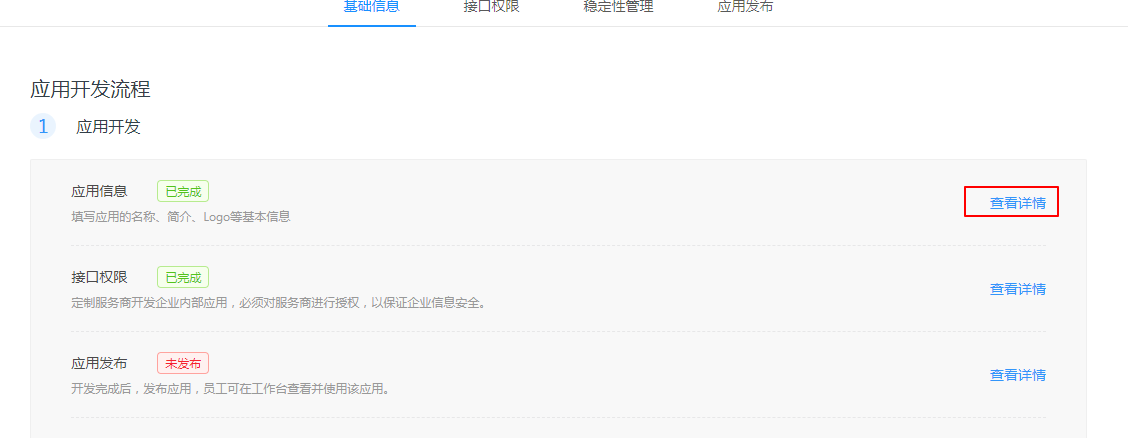 基础信息 接口权限 稳定性管理 应用发布
应用开发流程
1 应用开发
应用信息 已完成
查看详情
填写应用的名称、简介、Logo等基本信息
接口权限 已完成
查看详情
定制服务商开发企业内部应用，必须对服务商进行授权，以保证企业信息安全。
应用发布 未发布
查看详情
开发完成后，发布应用，员工可在工作台查看并使用该应用。